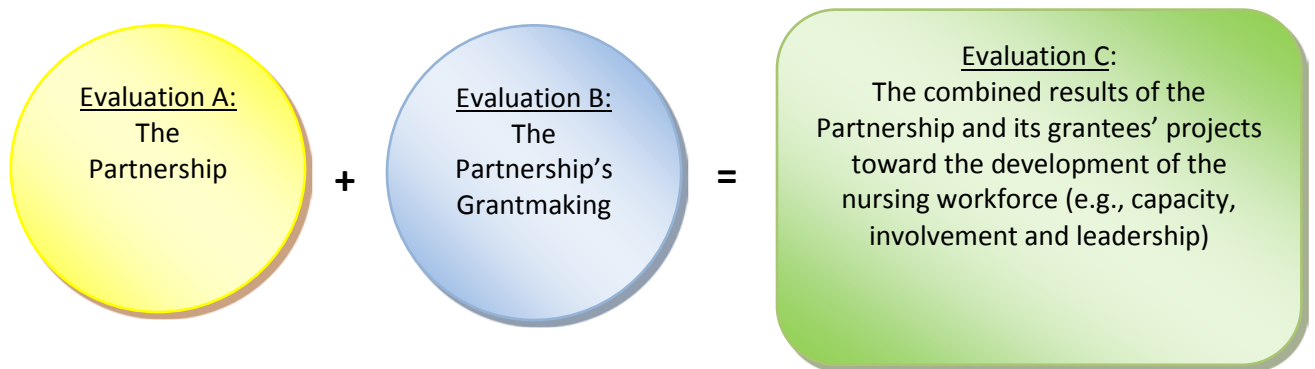 Evaluation A:
The
Partnership
+
Evaluation B:
The
Partnership’s
Grantmaking
=
Evaluation C:
The combined results of the
Partnership and its grantees’ projects
toward the development of the
nursing workforce (e.g., capacity,
involvement and leadership)